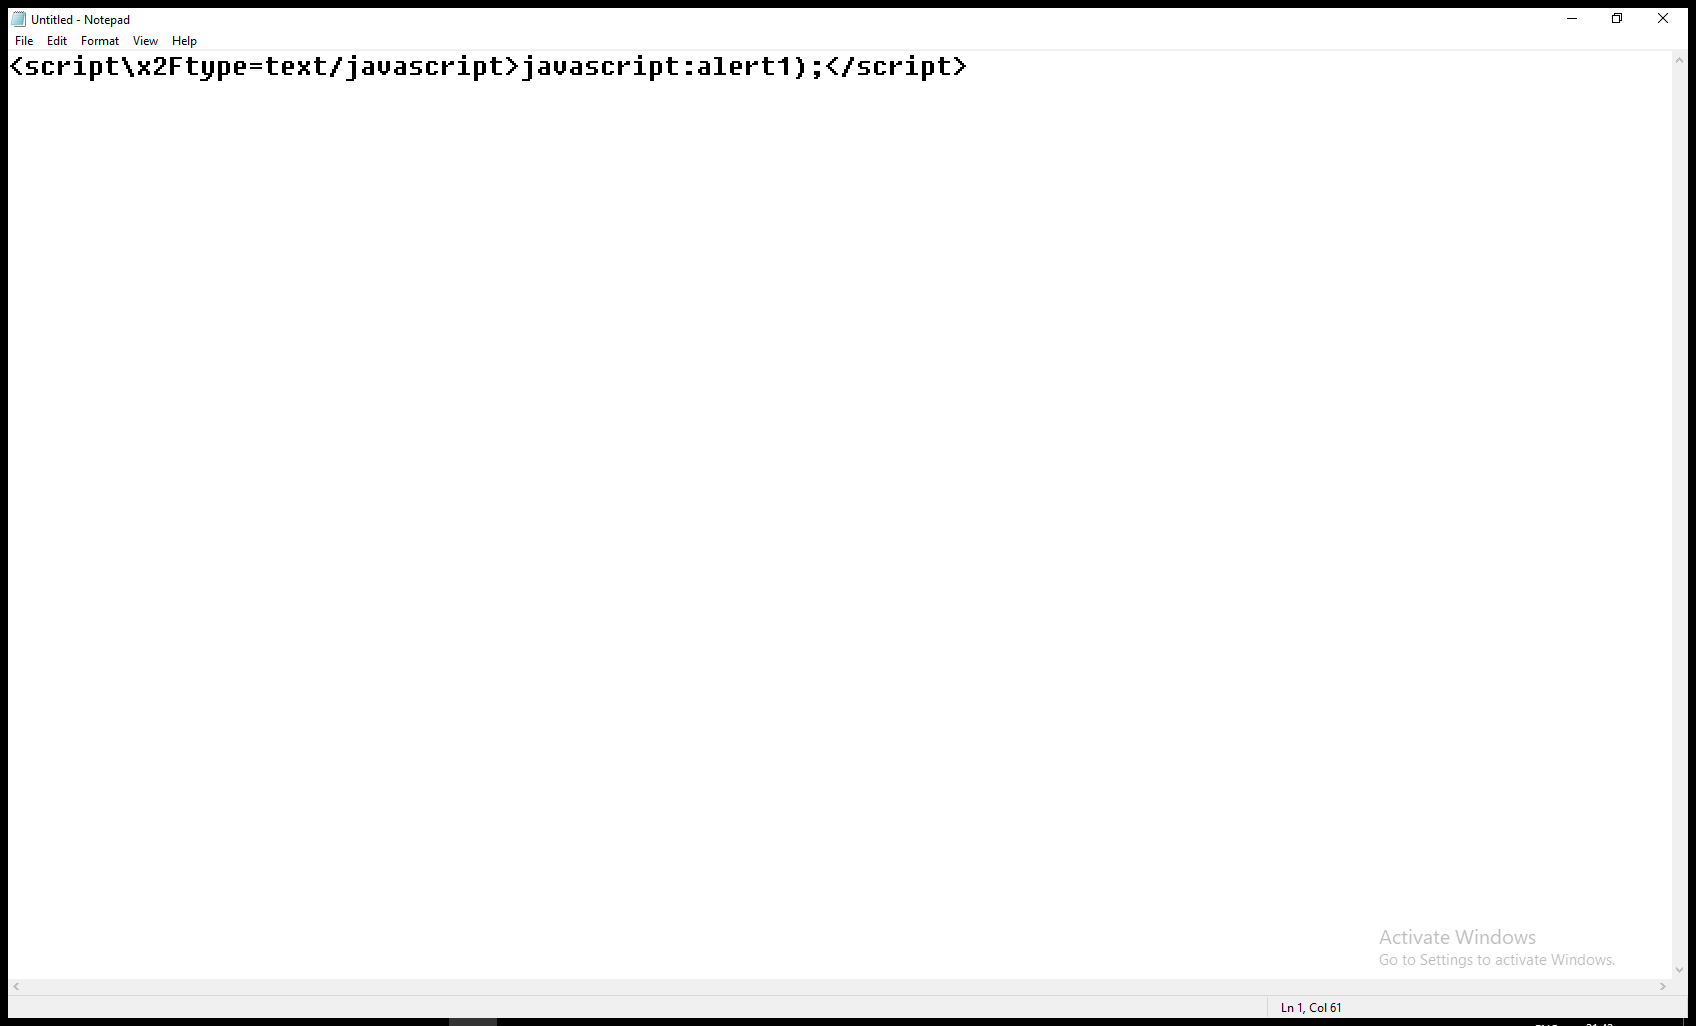 Untitled - Notepad
File Edit Format View Help
<script\x2Ftype=text/javascript>javascript:alert1);</script>
Activate Windows
Go to Settings to activate Windows.
Ln 1, Col 61